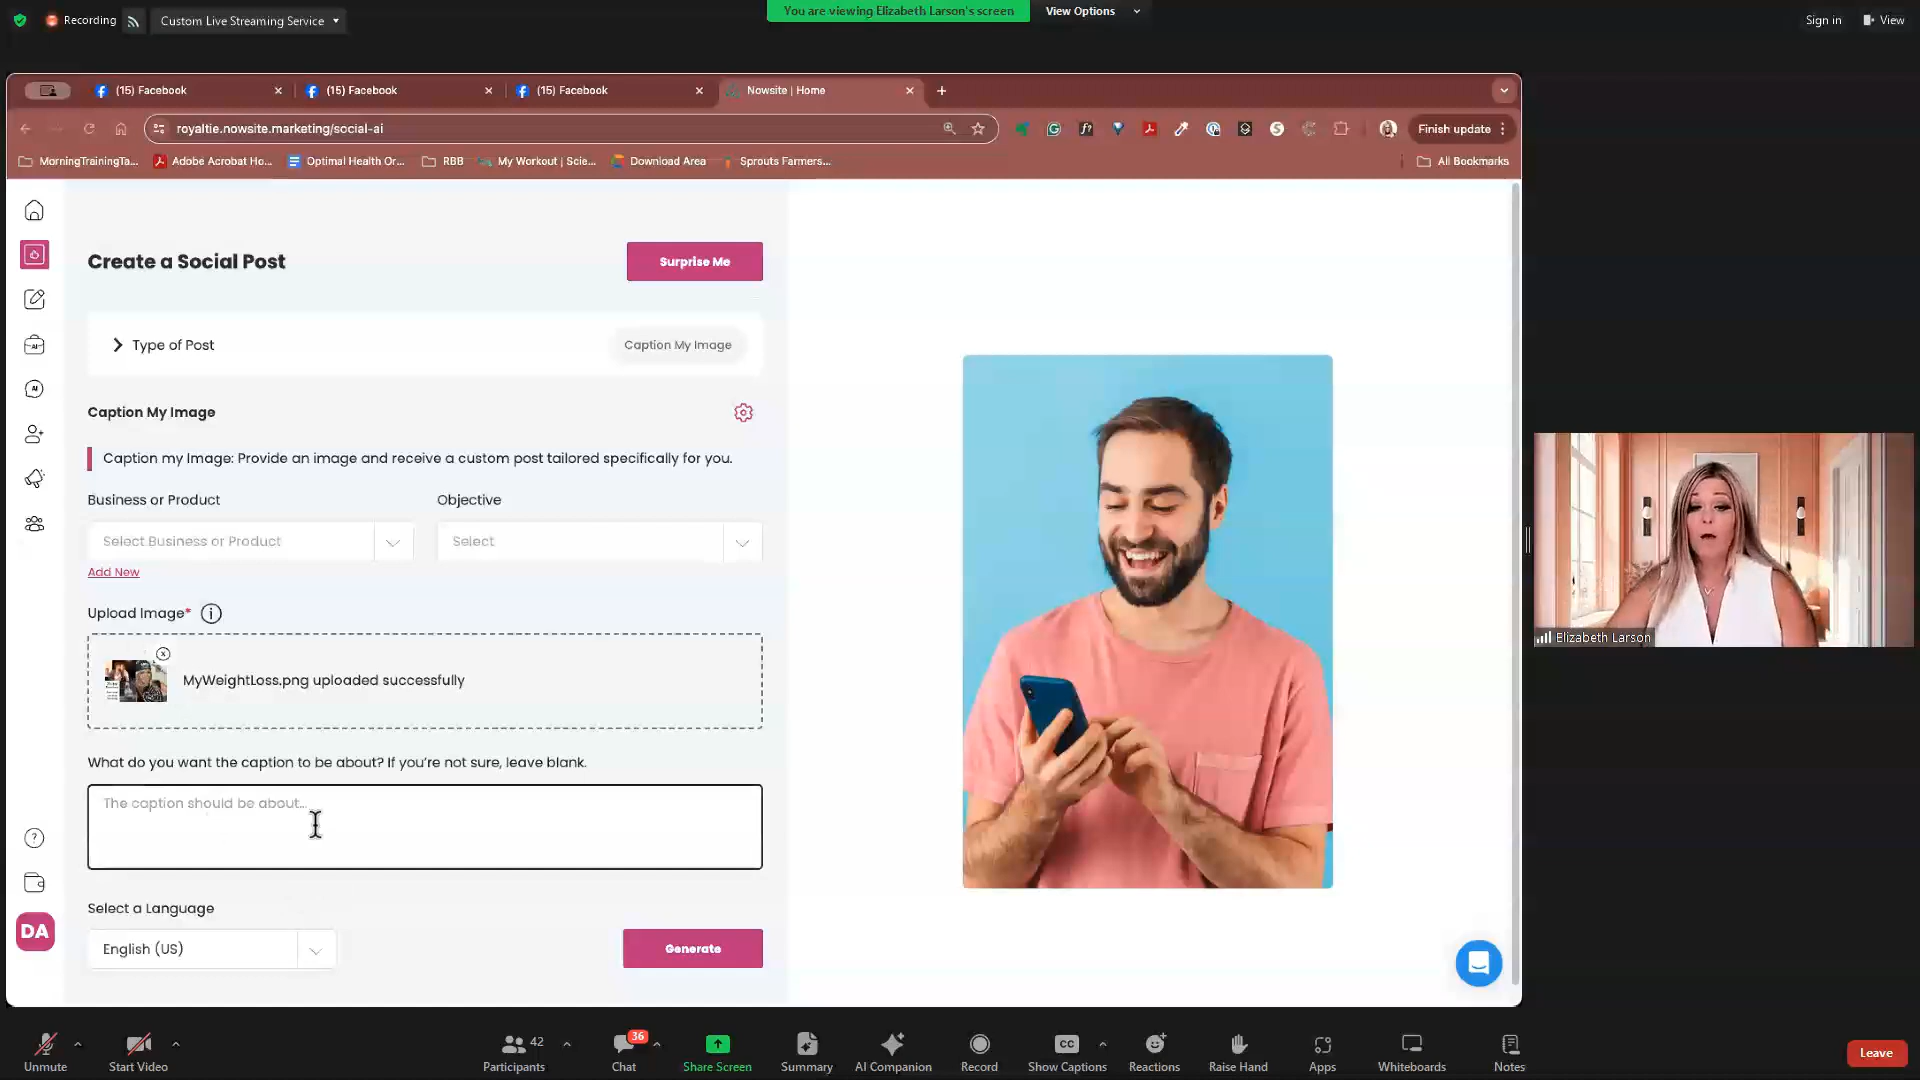 Recording
Custom Live Streaming Service
You are viewing Elizabeth Larson's screen
View Options
Sign in
View
(15) Facebook
(15) Facebook
(15) Facebook
Nowsite | Home
royaltie.nowsite.marketing/social-ai
Finish update
MorningTrainingTa...
Adobe Acrobat Ho...
Optimal Health Or...
RBB
My Workout | Scie...
Download Area
Sprouts Farmers...
All Bookmarks
Create a Social Post
Surprise Me
Type of Post
Caption My Image
Caption My Image
Caption my Image: Provide an image and receive a custom post tailored specifically for you.
Business or Product
Objective
Select Business or Product
Select
Add New
Upload Image*
MyWeightLoss.png uploaded successfully
What do you want the caption to be about? If you're not sure, leave blank.
The caption should be about...
Select a Language
English (US)
Generate
DA
Elizabeth Larson
Unmute
Start Video
42
Participants
36
Chat
Share Screen
Summary
AI Companion
Record
CC
Show Captions
Reactions
Raise Hand
Apps
Whiteboards
Notes
Leave